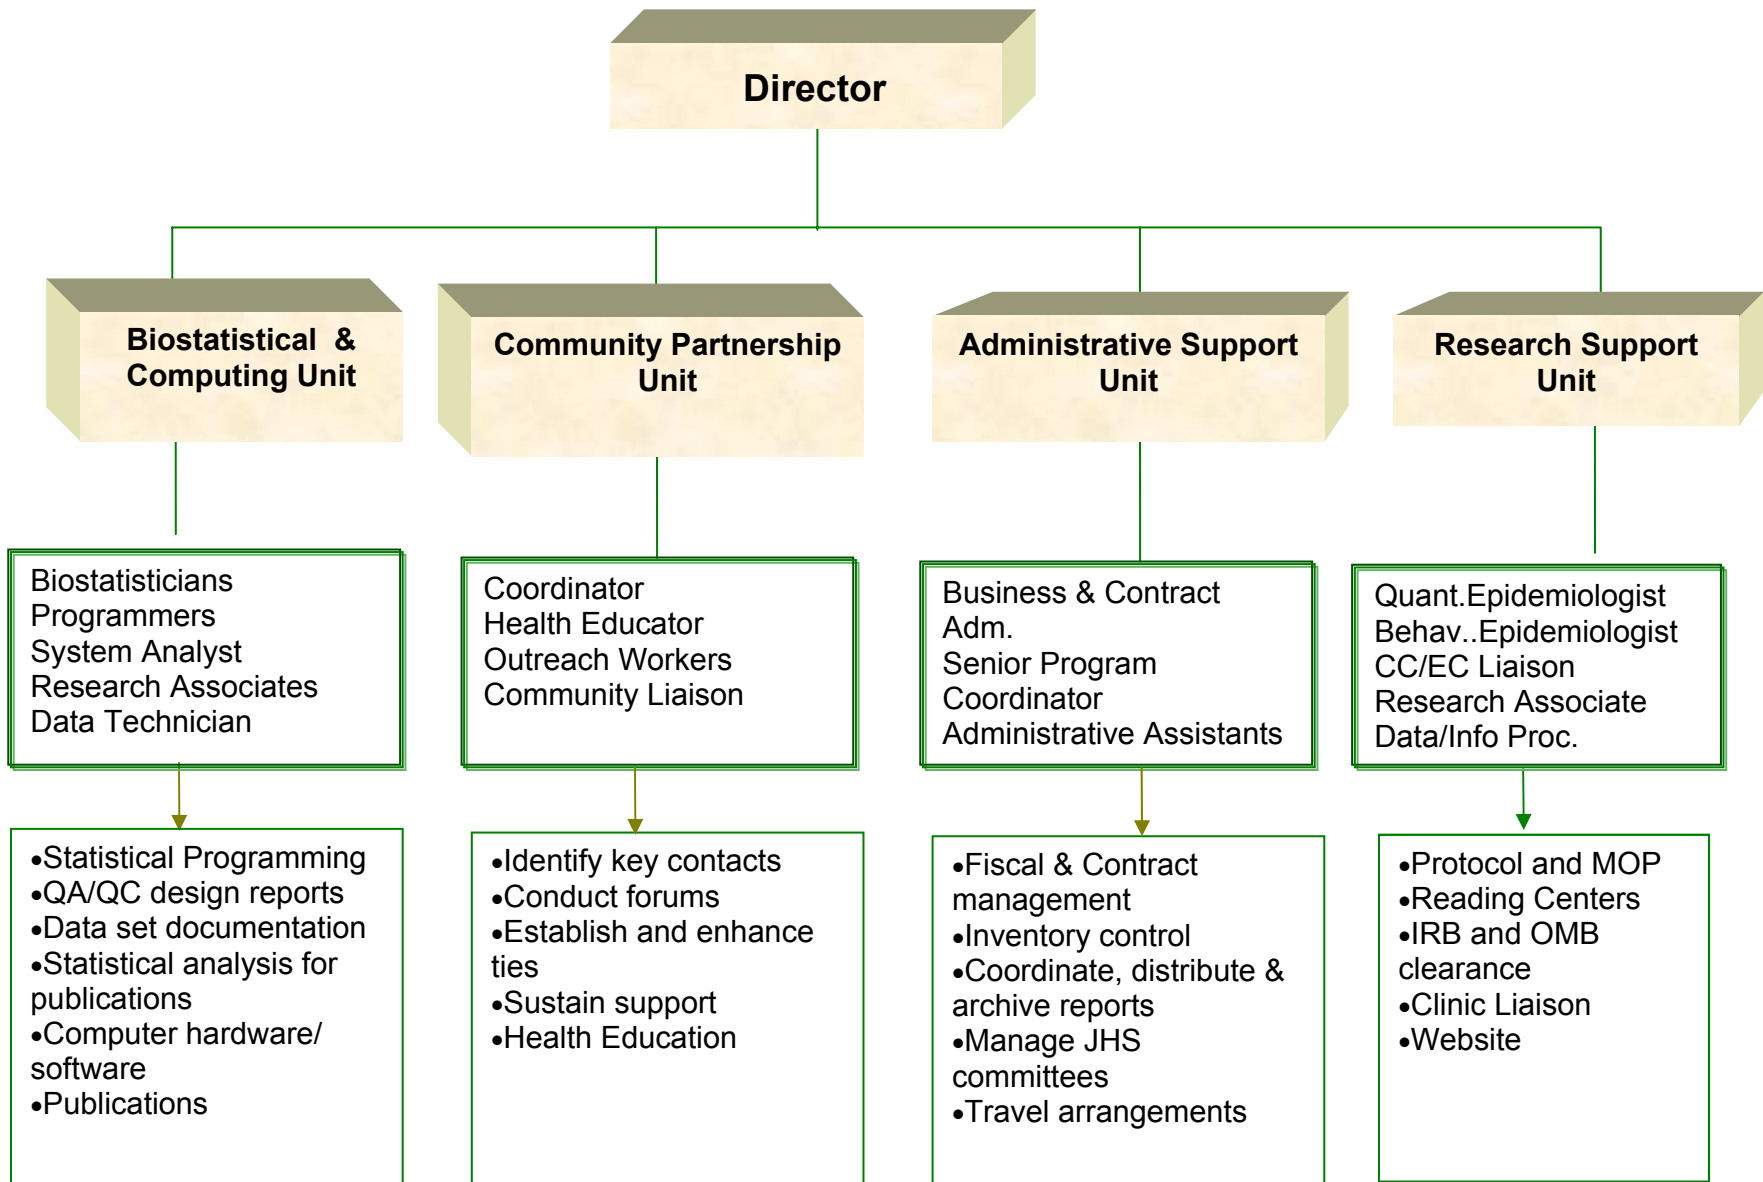 Director
Biostatistical &
Computing Unit
Community Partnership
Unit
Administrative Support
Unit
Research Support
Unit
Biostatisticians
Programmers
System Analyst
Research Associates
Data Technician
Coordinator
Health Educator
Outreach Workers
Community Liaison
Business & Contract
Adm.
Senior Program
Coordinator
Administrative Assistants
Quant.Epidemiologist
Behav..Epidemiologist
CC/EC Liaison
Research Associate
Data/Info Proc.
•Statistical Programming
•QA/QC design reports
•Data set documentation
•Statistical analysis for
publications
•Computer hardware/
software
•Publications
•Identify key contacts
•Conduct forums
•Establish and enhance
ties
•Sustain support
•Health Education
•Fiscal & Contract
management
•Inventory control
•Coordinate, distribute &
archive reports
•Manage JHS
committees
•Travel arrangements
•Protocol and MOP
•Reading Centers
•IRB and OMB
clearance
•Clinic Liaison
•Website